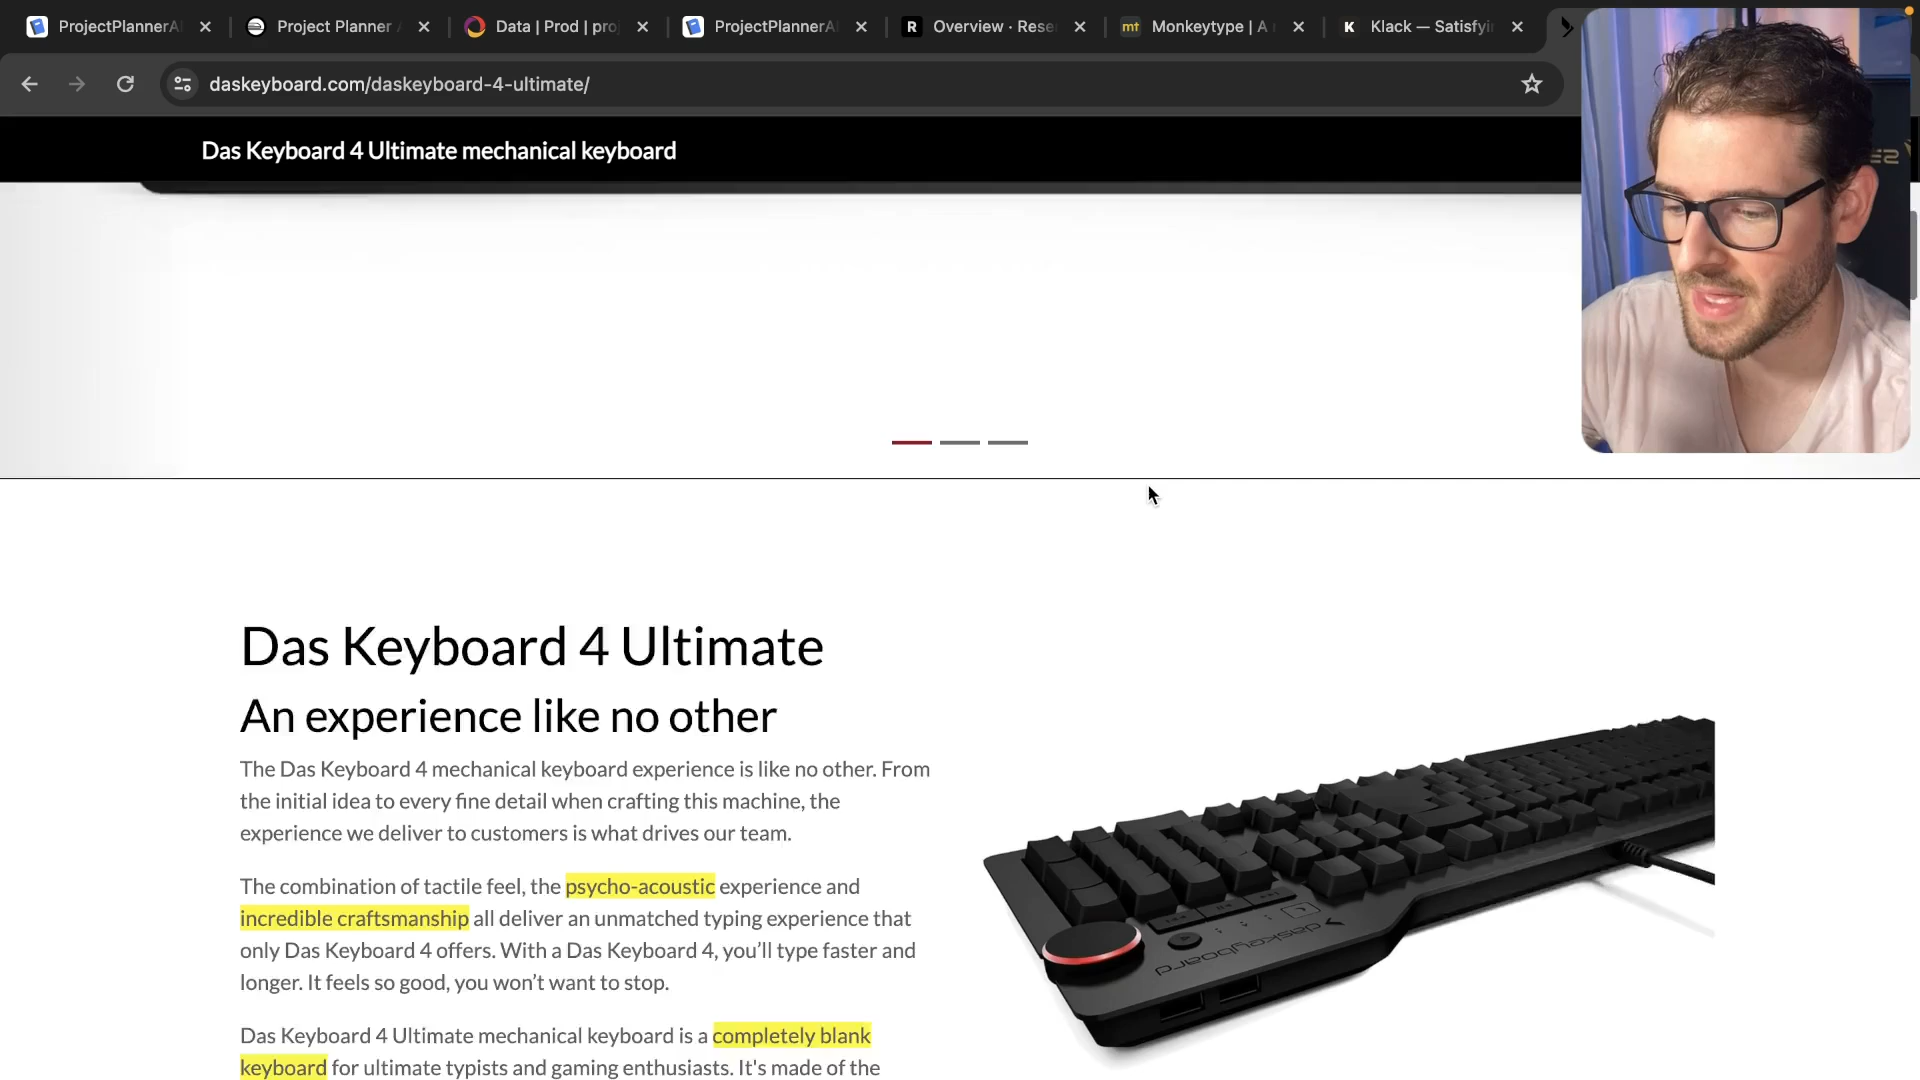 ProjectPlannerA
Project Planner
Data | Prod | pro
ProjectPlannerA
R
Overview · Rese
mt
Monkeytype | A
K
Klack — Satisfyi
daskeyboard.com/daskeyboard-4-ultimate/
Das Keyboard 4 Ultimate mechanical keyboard
Das Keyboard 4 Ultimate
An experience like no other
The Das Keyboard 4 mechanical keyboard experience is like no other. From
the initial idea to every fine detail when crafting this machine, the
experience we deliver to customers is what drives our team.
The combination of tactile feel, the psycho-acoustic experience and
incredible craftsmanship all deliver an unmatched typing experience that
only Das Keyboard 4 offers. With a Das Keyboard 4, you’ll type faster and
longer. It feels so good, you won’t want to stop.
Das Keyboard 4 Ultimate mechanical keyboard is a completely blank
keyboard for ultimate typists and gaming enthusiasts. It's made of the
daskeyboard